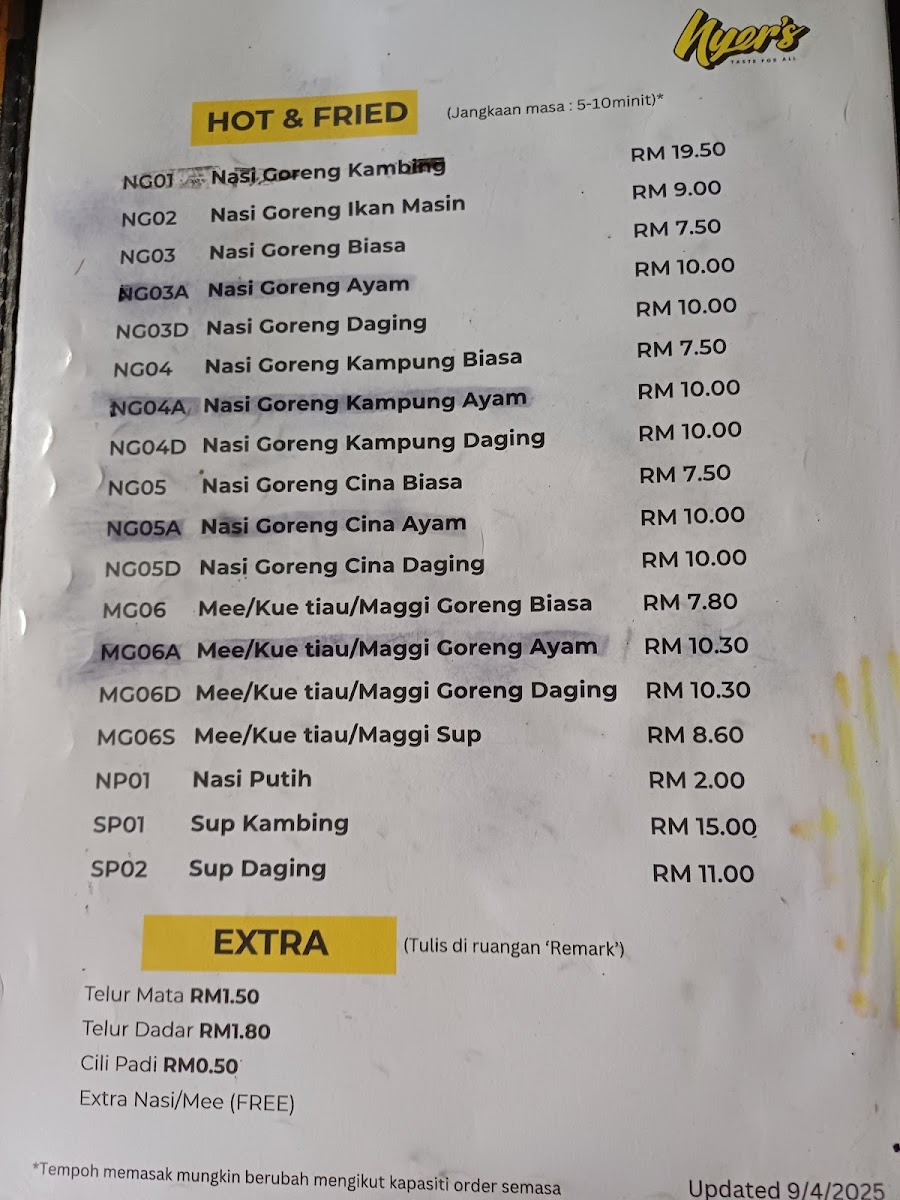 Nyor's
TASTE FOR ALL
HOT & FRIED (Jangkaan masa : 5-10minit)*
NG01 Nasi Goreng Kambing RM 19.50
NG02 Nasi Goreng Ikan Masin RM 9.00
NG03 Nasi Goreng Biasa RM 7.50
NG03A Nasi Goreng Ayam RM 10.00
NG03D Nasi Goreng Daging RM 10.00
NG04 Nasi Goreng Kampung Biasa RM 7.50
NG04A Nasi Goreng Kampung Ayam RM 10.00
NG04D Nasi Goreng Kampung Daging RM 10.00
NG05 Nasi Goreng Cina Biasa RM 7.50
NG05A Nasi Goreng Cina Ayam RM 10.00
NG05D Nasi Goreng Cina Daging RM 10.00
MG06 Mee/Kue tiau/Maggi Goreng Biasa RM 7.80
MG06A Mee/Kue tiau/Maggi Goreng Ayam RM 10.30
MG06D Mee/Kue tiau/Maggi Goreng Daging RM 10.30
MG06S Mee/Kue tiau/Maggi Sup RM 8.60
NP01 Nasi Putih RM 2.00
SP01 Sup Kambing RM 15.00
SP02 Sup Daging RM 11.00
EXTRA (Tulis di ruangan ‘Remark’)
Telur Mata RM1.50
Telur Dadar RM1.80
Cili Padi RM0.50
Extra Nasi/Mee (FREE)
*Tempoh memasak mungkin berubah mengikut kapasiti order semasa
Updated 9/4/2025